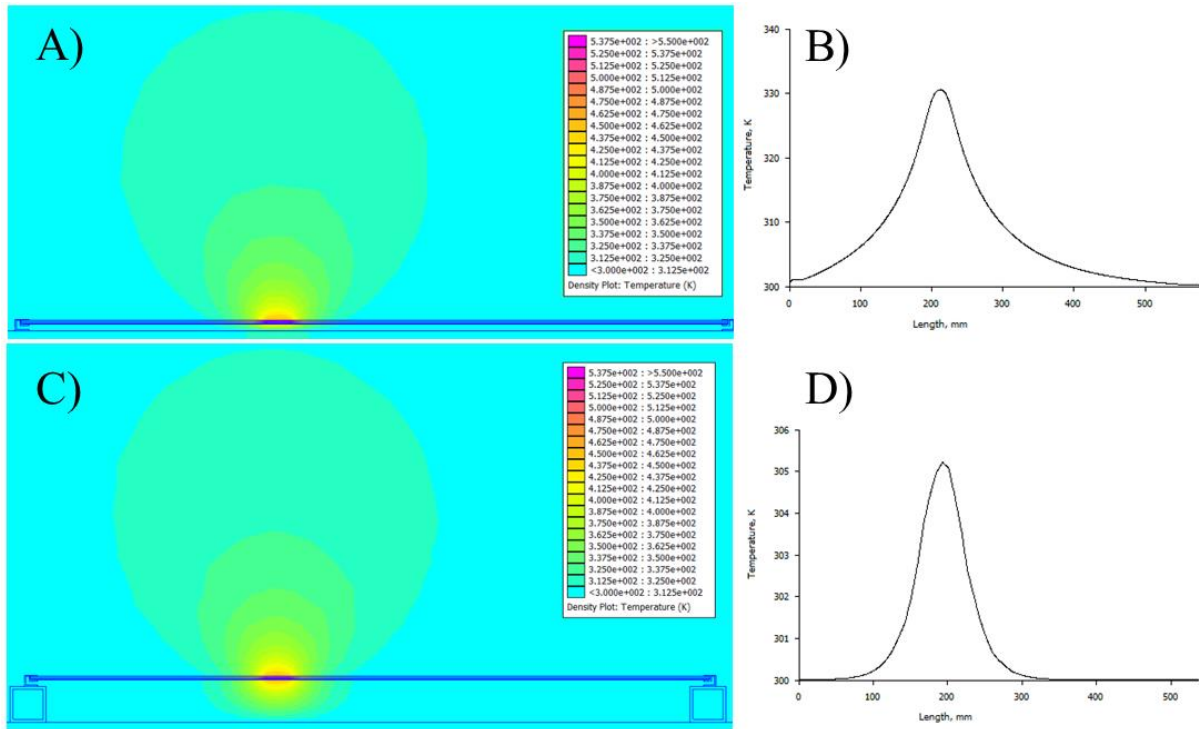 A)
5.375e+002 : >5.500e+002
5.250e+002 : 5.375e+002
5.125e+002 : 5.250e+002
5.000e+002 : 5.125e+002
4.875e+002 : 5.000e+002
4.750e+002 : 4.875e+002
4.625e+002 : 4.750e+002
4.500e+002 : 4.625e+002
4.375e+002 : 4.500e+002
4.250e+002 : 4.375e+002
4.125e+002 : 4.250e+002
4.000e+002 : 4.125e+002
3.875e+002 : 4.000e+002
3.750e+002 : 3.875e+002
3.625e+002 : 3.750e+002
3.500e+002 : 3.625e+002
3.375e+002 : 3.500e+002
3.250e+002 : 3.375e+002
3.125e+002 : 3.250e+002
<3.000e+002 : 3.125e+002
Density Plot: Temperature (K)
B)
340
330
320
310
300
Temperature, K
0 100 200 300 400 500
Length, mm
C)
5.375e+002 : >5.500e+002
5.250e+002 : 5.375e+002
5.125e+002 : 5.250e+002
5.000e+002 : 5.125e+002
4.875e+002 : 5.000e+002
4.750e+002 : 4.875e+002
4.625e+002 : 4.750e+002
4.500e+002 : 4.625e+002
4.375e+002 : 4.500e+002
4.250e+002 : 4.375e+002
4.125e+002 : 4.250e+002
4.000e+002 : 4.125e+002
3.875e+002 : 4.000e+002
3.750e+002 : 3.875e+002
3.625e+002 : 3.750e+002
3.500e+002 : 3.625e+002
3.375e+002 : 3.500e+002
3.250e+002 : 3.375e+002
3.125e+002 : 3.250e+002
<3.000e+002 : 3.125e+002
Density Plot: Temperature (K)
D)
306
305
304
303
302
301
300
Temperature, K
0 100 200 300 400 500
Length, mm